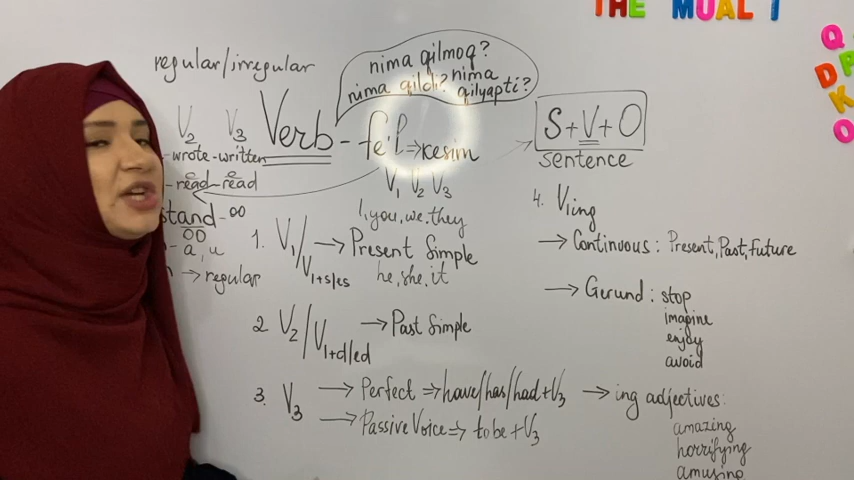 THE MUAL
Q
D P
K
O
regular/irregular
nima qilmoq?
nima qildi? nima qilyapti?
V2 V3
Verb - fe'l ⇒ kesim
S+V+O
sentence
wrote-written
e e
-read-read
V1 V2 V3
stand-oo
oo
- a, u
→ regular
I, you, we, they
1. V1/V1+s/es → Present Simple
he, she, it
2 V2/V1+d/ed → Past Simple
3. V3 → Perfect ⇒ have/has/had+V3
→ Passive Voice ⇒ to be + V3
4. Ving
→ Continuous: Present, Past, Future
→ Gerund: stop
imagine
enjoy
avoid
→ ing adjectives:
amazing
horrifying
amusing